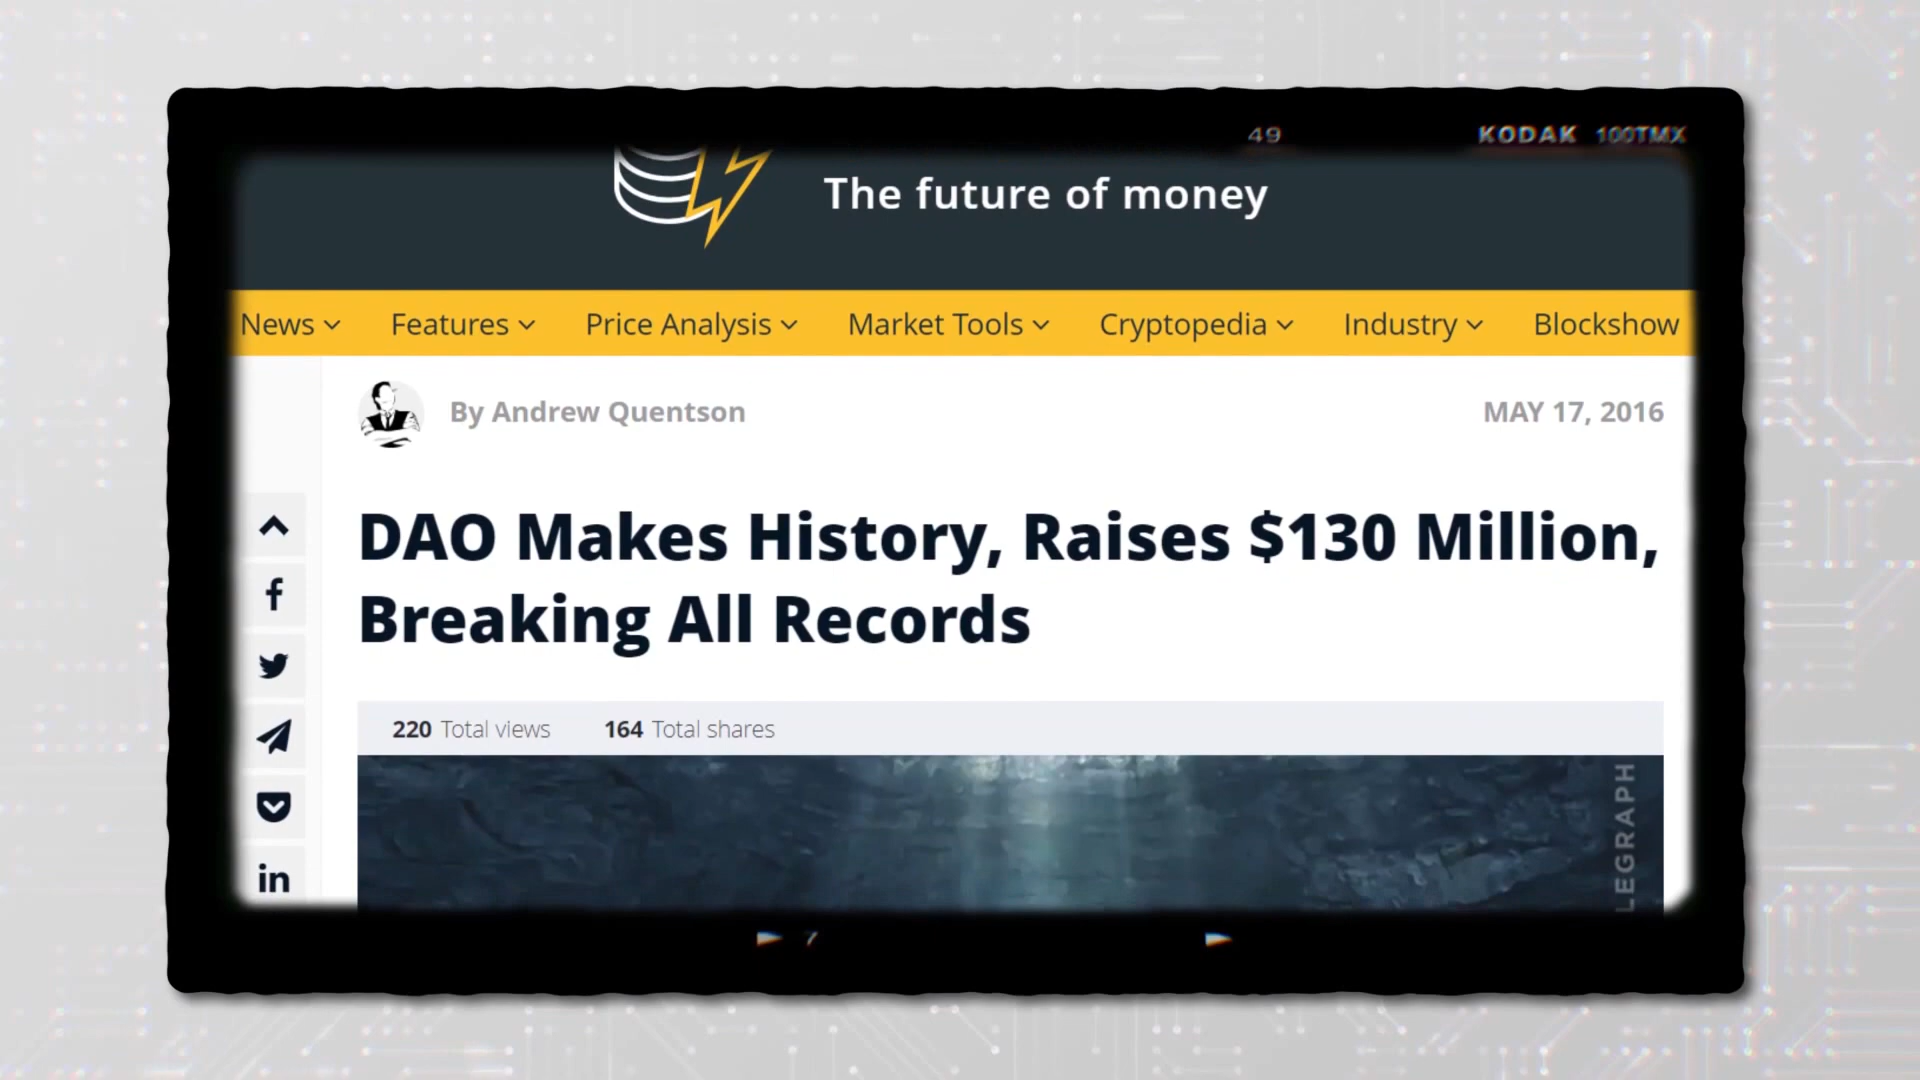 49 KODAK 100TMX
The future of money
News Features Price Analysis Market Tools Cryptopedia Industry Blockshow
By Andrew Quentson MAY 17, 2016
DAO Makes History, Raises $130 Million,
Breaking All Records
220 Total views 164 Total shares
LEGRAPH
7